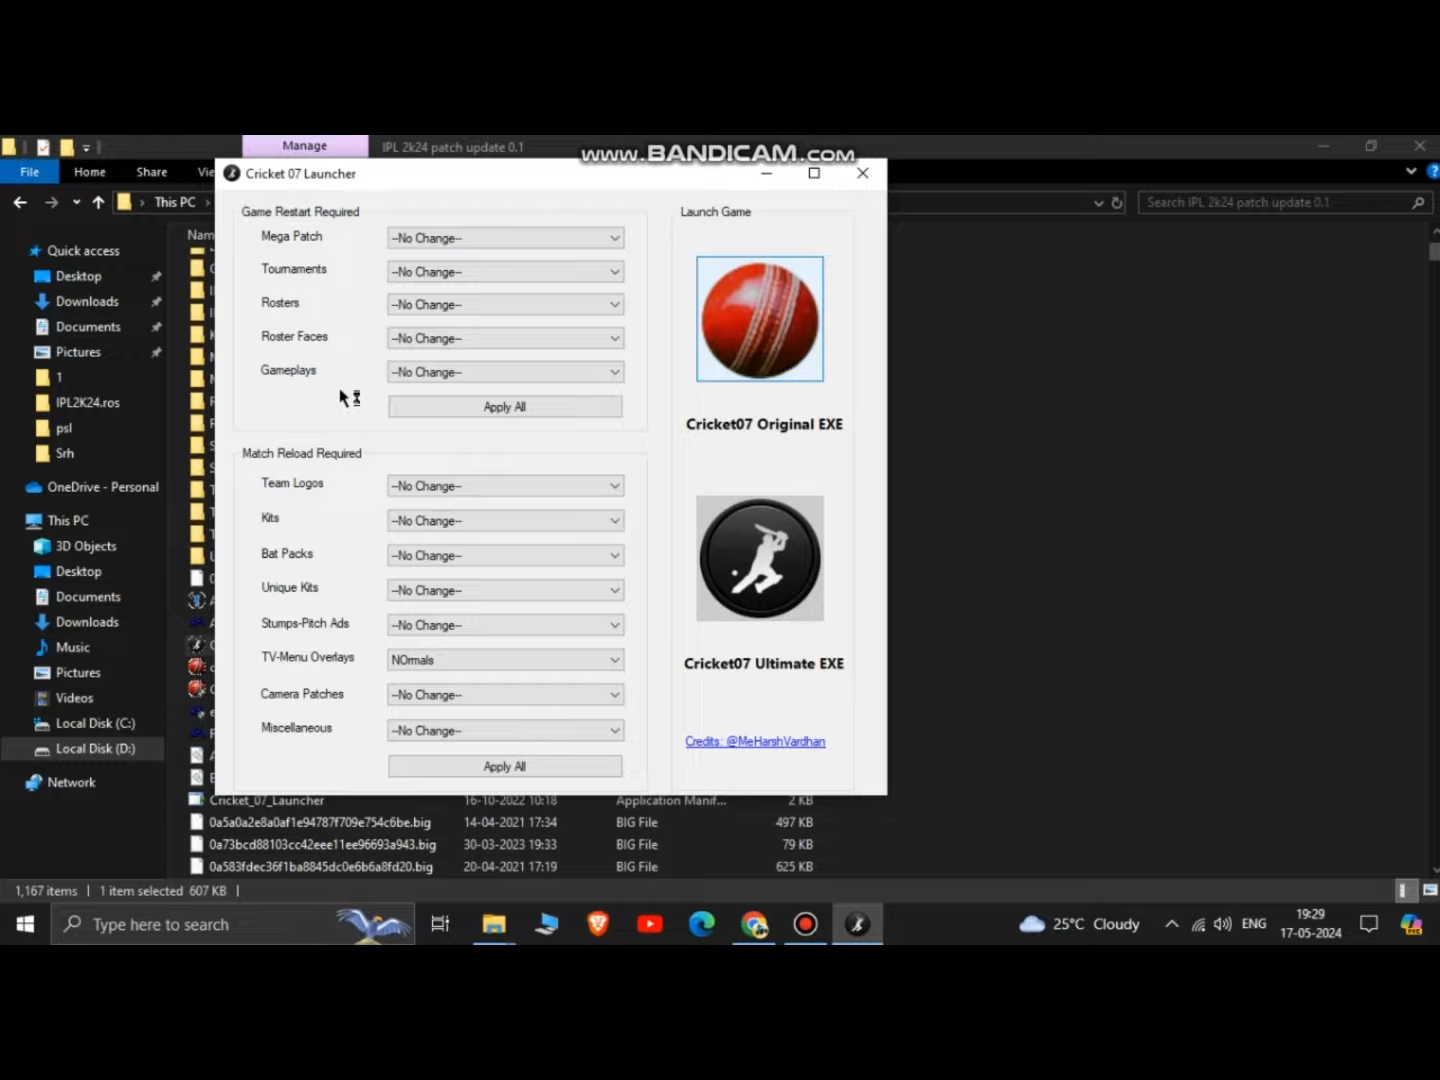 Manage
IPL 2k24 patch update 0.1
www.BANDICAM.com
File
Home
Share
Cricket 07 Launcher
This PC
Search IPL 2k24 patch update 0.1
Game Restart Required
Launch Game
Mega Patch
--No Change--
Tournaments
--No Change--
Rosters
--No Change--
Roster Faces
--No Change--
Gameplays
--No Change--
Apply All
Cricket07 Original EXE
Match Reload Required
Team Logos
--No Change--
Kits
--No Change--
Bat Packs
--No Change--
Unique Kits
--No Change--
Stumps-Pitch Ads
--No Change--
TV-Menu Overlays
NOrmals
Camera Patches
--No Change--
Miscellaneous
--No Change--
Apply All
Cricket07 Ultimate EXE
Credits: @MeHarshVardhan
Quick access
Desktop
Downloads
Documents
Pictures
1
IPL2K24.ros
psl
Srh
OneDrive - Personal
This PC
3D Objects
Desktop
Documents
Downloads
Music
Pictures
Videos
Local Disk (C:)
Local Disk (D:)
Network
Cricket_07_Launcher 16-10-2022 10:18 Application Manif... 2 KB
0a5a0a2e8a0af1e94787f709e754c6be.big 14-04-2021 17:34 BIG File 497 KB
0a73bcd88103cc42eee11ee96693a943.big 30-03-2023 19:33 BIG File 79 KB
0a583fdec36f1ba8845dc0e6b6a8fd20.big 20-04-2021 17:19 BIG File 625 KB
1,167 items 1 item selected 607 KB
Type here to search
25°C Cloudy
ENG
19:29
17-05-2024